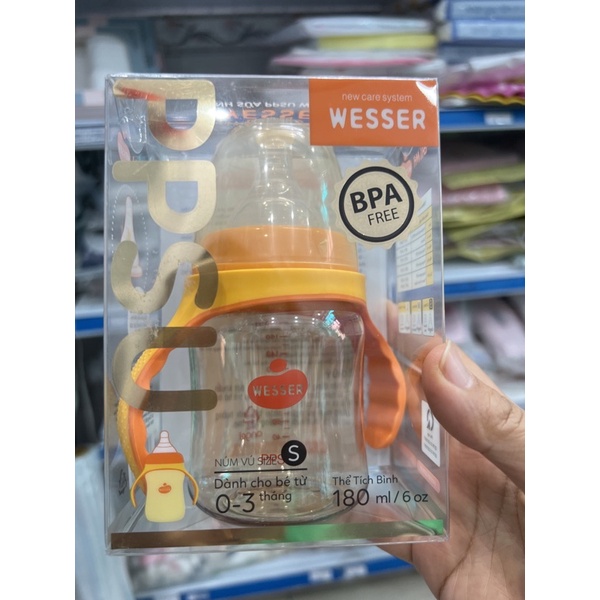 new care system
WESSER
BPA
FREE
PPSU
WESSER
NÚM VÚ SIZE S
Dành cho bé từ
0-3 tháng
Thể Tích Bình
180 ml / 6 oz